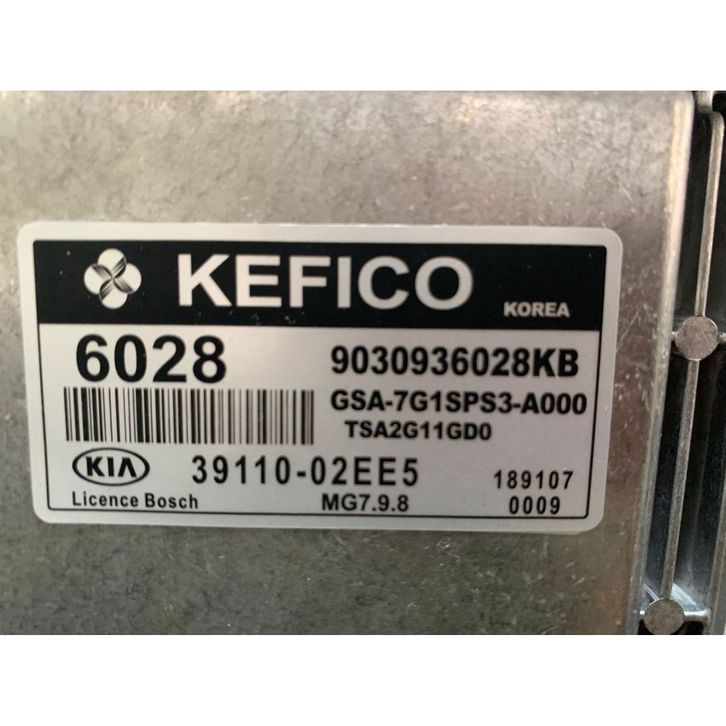 KEFICO KOREA
6028 9030936028KB
GSA-7G1SPS3-A000
TSA2G11GD0
KIA 39110-02EE5 189107
Licence Bosch MG7.9.8 0009